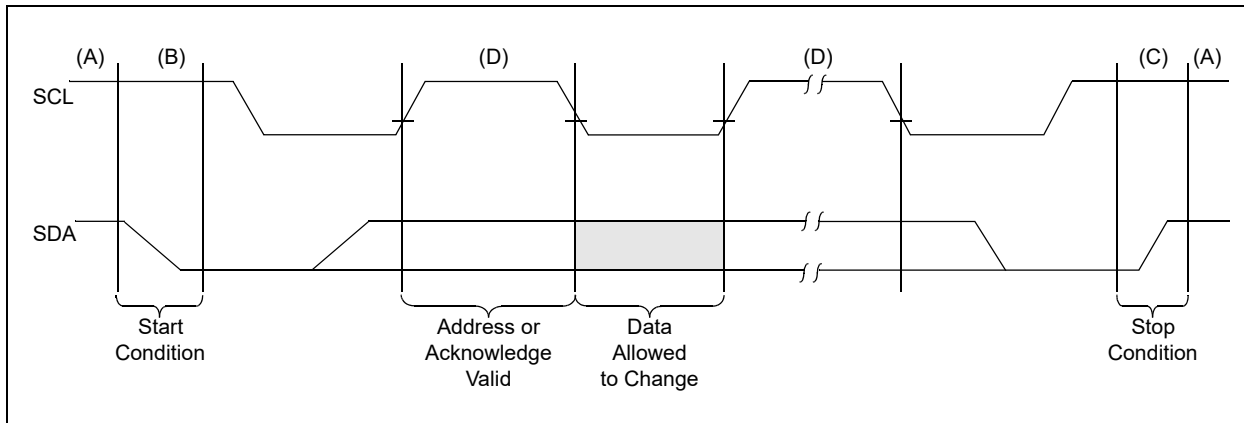 (A) (B) (D) (D) (C) (A)
SCL
SDA
Start
Condition
Address or
Acknowledge
Valid
Data
Allowed
to Change
Stop
Condition